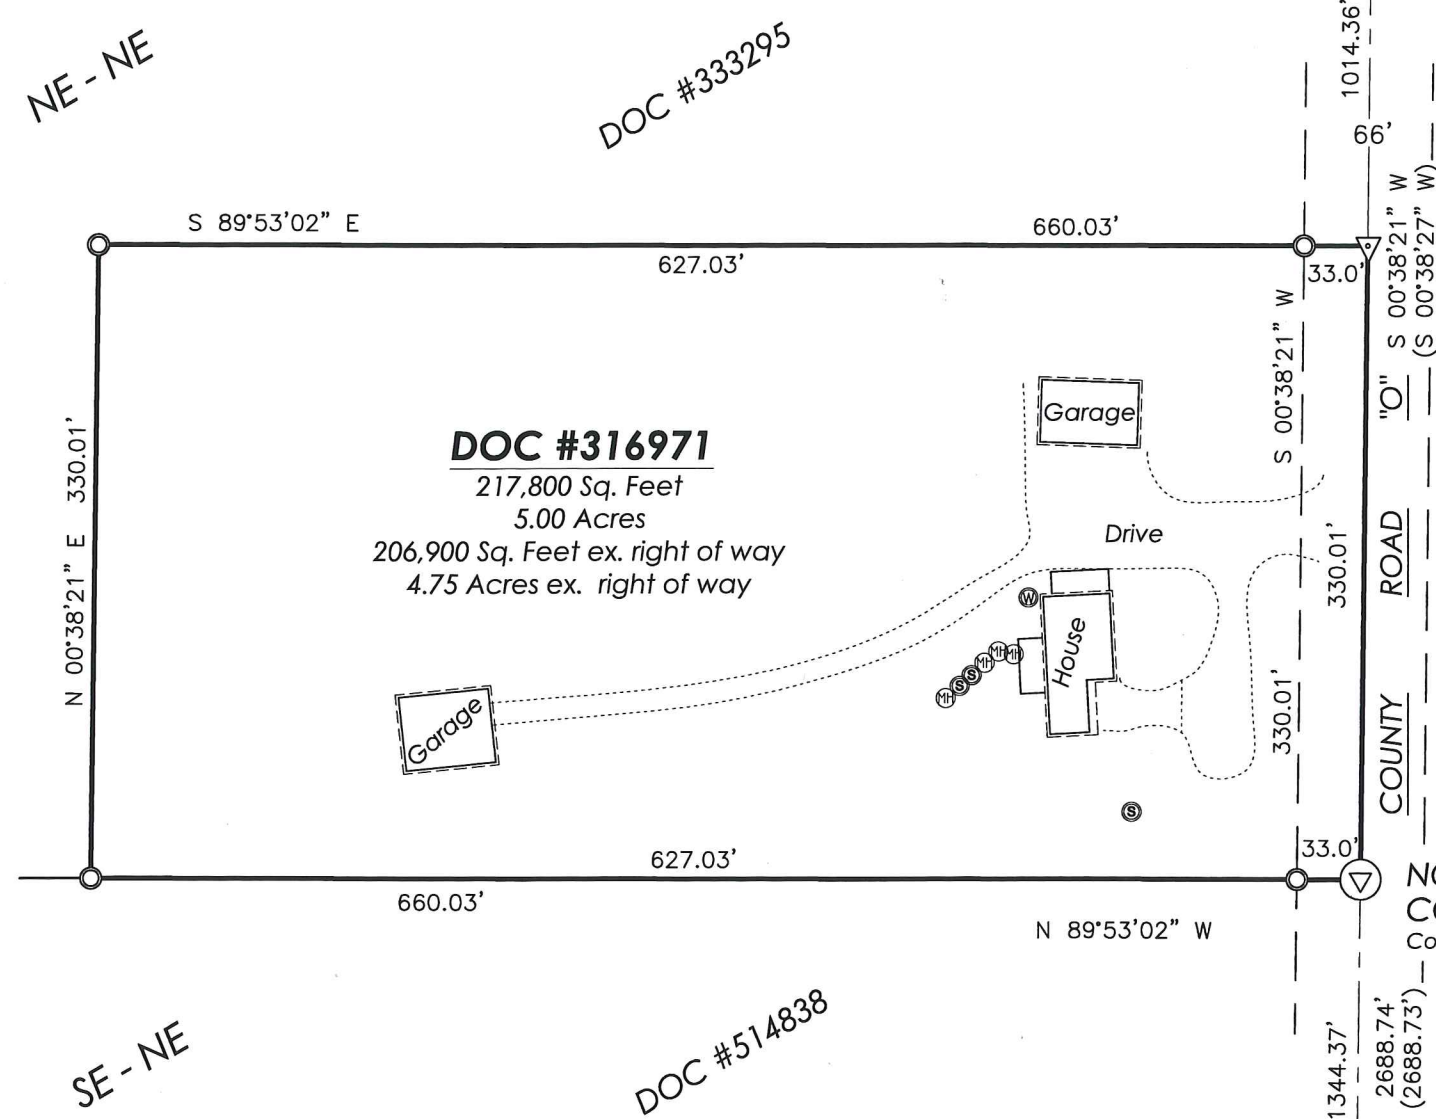 NE - NE
DOC #333295
1014.36'
66'
S 89°53'02" E
660.03'
627.03'
33.0'
S 00°38'21" W
(S 00°38'27" W)
S 00°38'21" W
"O"
Garage
DOC #316971
217,800 Sq. Feet
5.00 Acres
206,900 Sq. Feet ex. right of way
4.75 Acres ex. right of way
N 00°38'21" E 330.01'
Drive
330.01'
ROAD
W
House
MH
MH
MH
S
S
MH
Garage
330.01'
COUNTY
S
627.03'
33.0'
660.03'
N 89°53'02" W
SE - NE
DOC #514838
1344.37'
2688.74'
(2688.73')